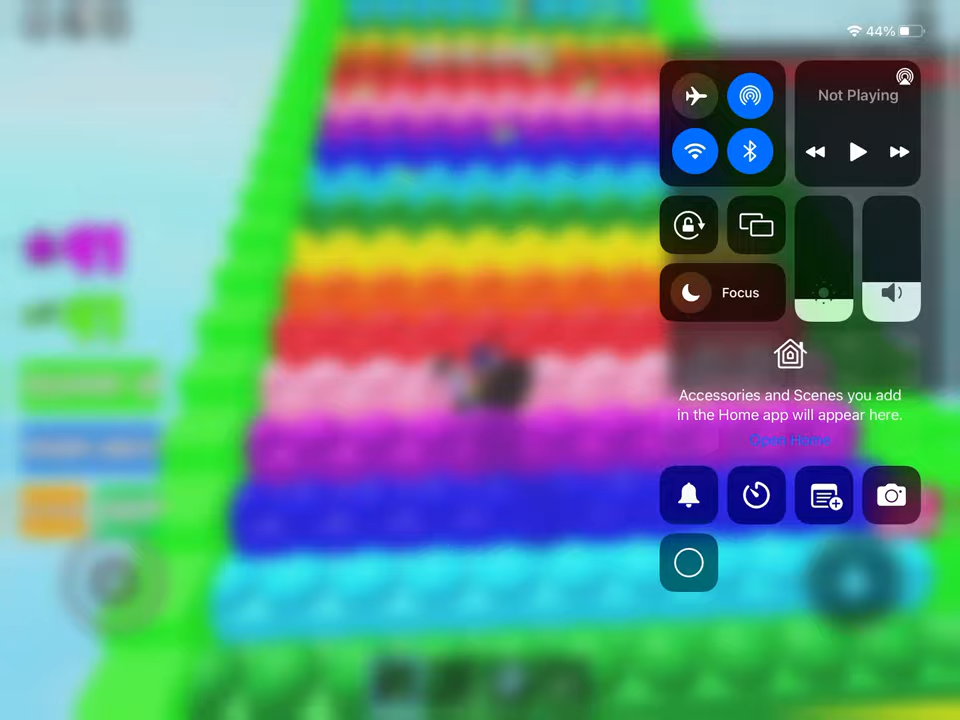 44%
Not Playing
Focus
Accessories and Scenes you add
in the Home app will appear here.
Open Home